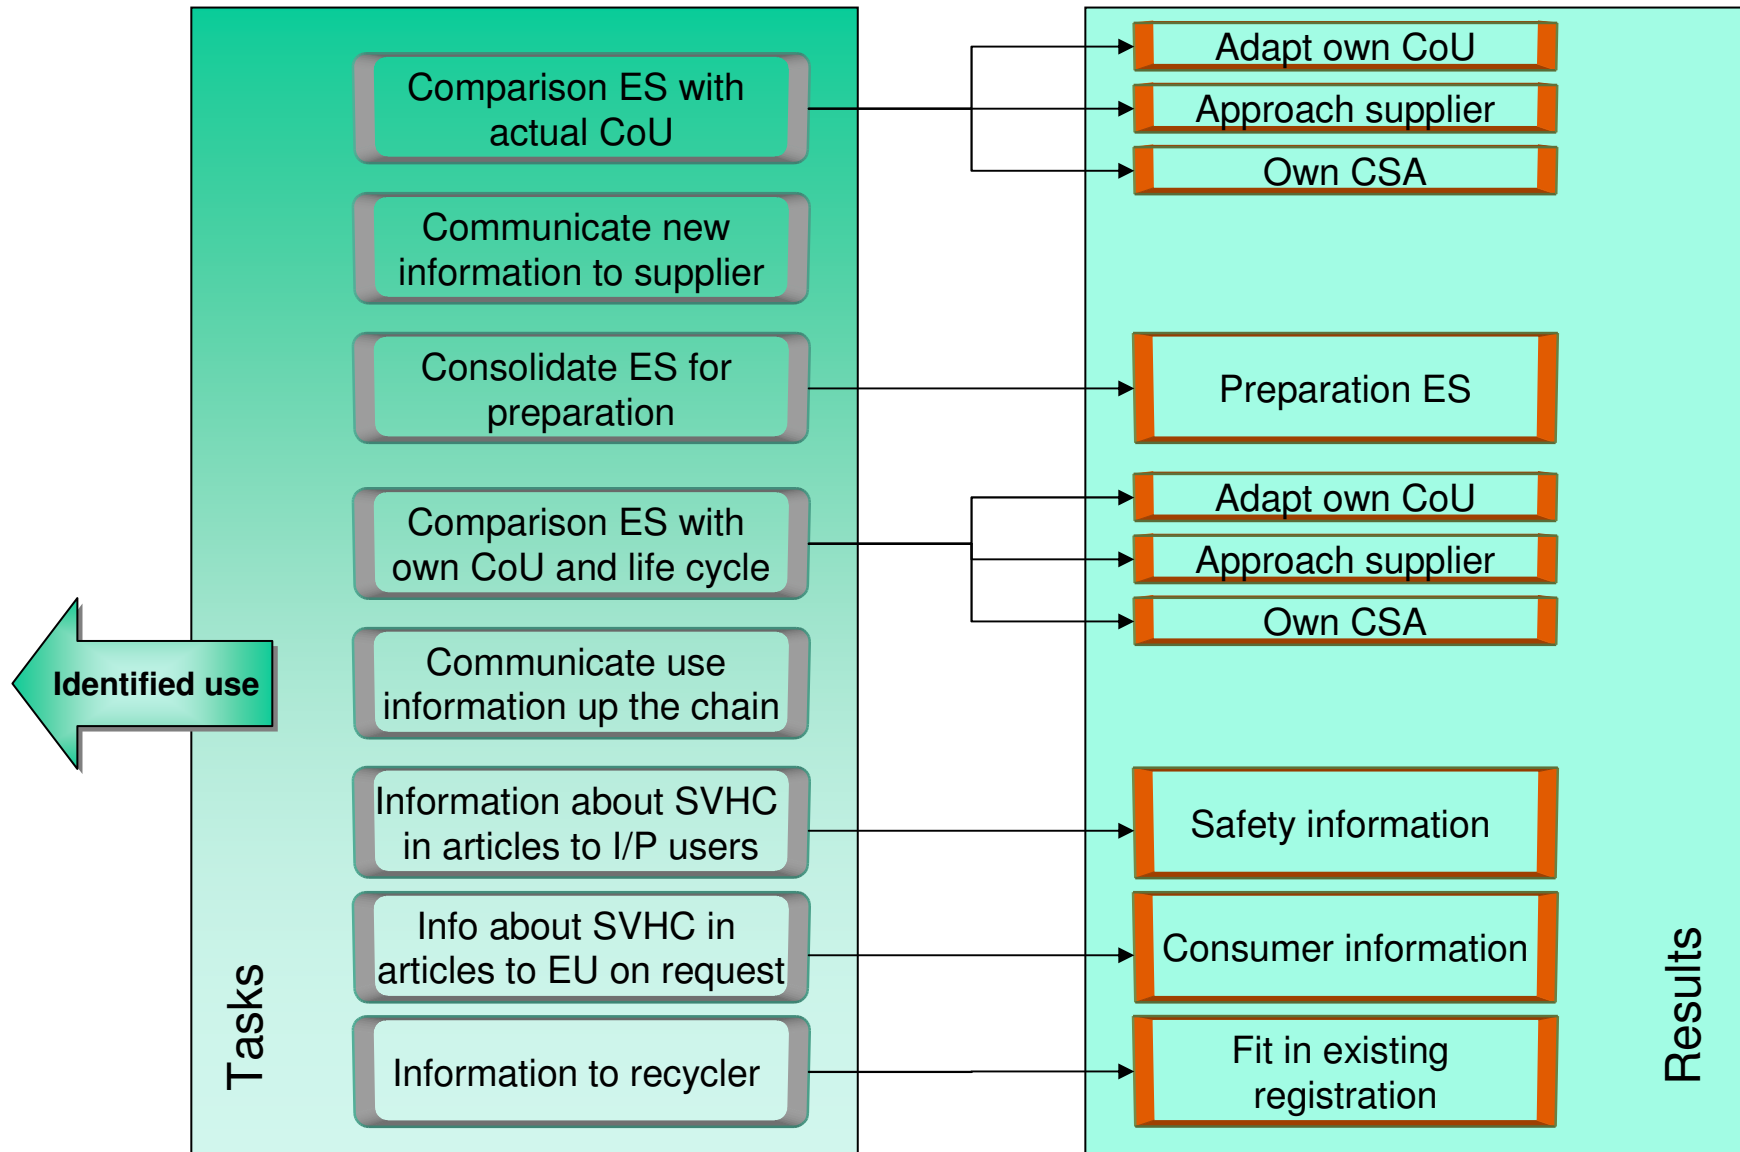 Comparison ES with
actual CoU
Communicate new
information to supplier
Consolidate ES for
preparation
Comparison ES with
own CoU and life cycle
Communicate use
information up the chain
Information about SVHC
in articles to I/P users
Info about SVHC in
articles to EU on request
Information to recycler
Tasks
Identified use
Adapt own CoU
Approach supplier
Own CSA
Preparation ES
Adapt own CoU
Approach supplier
Own CSA
Safety information
Consumer information
Fit in existing
registration
Results